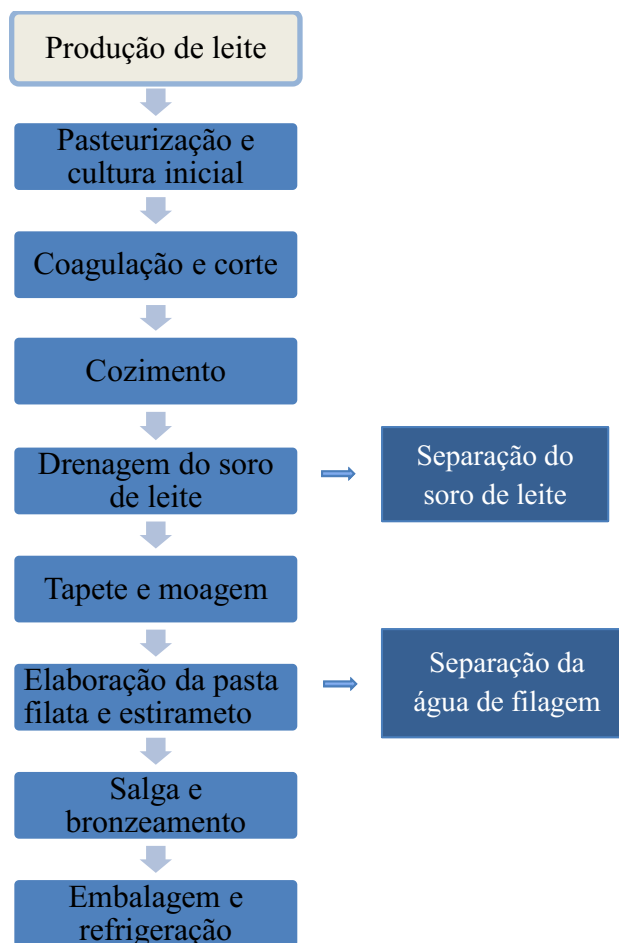 Produção de leite
Pasteurização e
cultura inicial
Coagulação e corte
Cozimento
Drenagem do soro
de leite
Separação do
soro de leite
Tapete e moagem
Elaboração da pasta
filata e estirameto
Separação da
água de filagem
Salga e
bronzeamento
Embalagem e
refrigeração